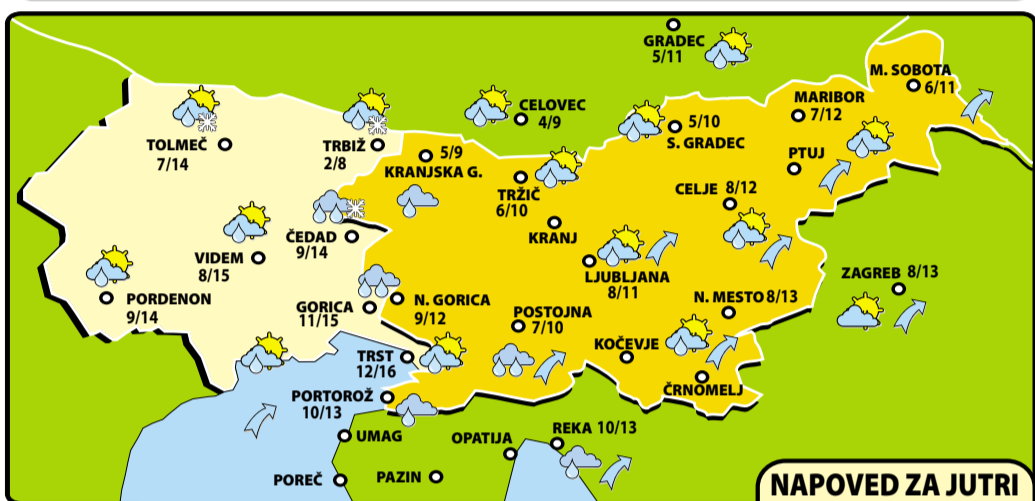 GRADEC
5/11
M. SOBOTA
6/11
MARIBOR
7/12
CELOVEC
4/9
5/10
S. GRADEC
TOLMEČ
7/14
TRBIŽ
2/8
5/9
KRANJSKA G.
PTUJ
TRŽIČ
6/10
CELJE 8/12
KRANJ
ČEDAD
9/14
VIDEM
8/15
LJUBLJANA
8/11
ZAGREB 8/13
PORDENON
9/14
GORICA
11/15
N. GORICA
9/12
N. MESTO 8/13
POSTOJNA
7/10
KOČEVJE
TRST
12/16
ČRNOMELJ
PORTOROŽ
10/13
UMAG
OPATIJA
REKA 10/13
POREČ
PAZIN
NAPOVED ZA JUTRI